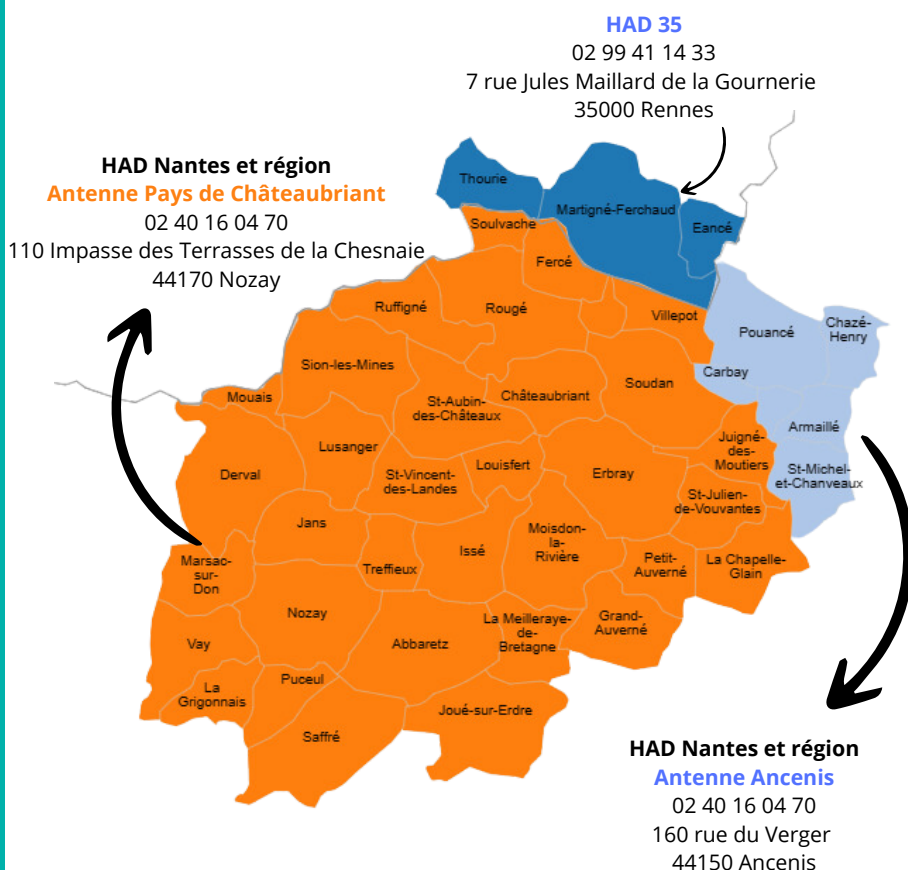 HAD 35
02 99 41 14 33
7 rue Jules Maillard de la Gournerie
35000 Rennes
HAD Nantes et région
Antenne Pays de Châteaubriant
02 40 16 04 70
110 Impasse des Terrasses de la Chesnaie
44170 Nozay
Thourie
Martigné-Ferchaud
Eancé
Soulvache
Fercé
Ruffigné
Rougé
Villepot
Pouancé
Chazé-
Henry
Carbay
Sion-les-Mines
Mouais
St-Aubin-
des-Châteaux
Châteaubriant
Soudan
Armaillé
Juigné-
des-
Moutiers
St-Michel-
et-Chanveaux
Lusanger
Derval
St-Vincent-
des-Landes
Louisfert
Erbray
St-Julien-
de-Vouvantes
Jans
Issé
Moisdon-
la-
Rivière
Treffieux
Marsac-
sur-
Don
Petit-
Auverné
La Chapelle-
Glain
Nozay
Vay
Abbaretz
La Meilleraye-
de-
Bretagne
Grand-
Auverné
La
Grigonnais
Puceul
Saffré
Joué-sur-Erdre
HAD Nantes et région
Antenne Ancenis
02 40 16 04 70
160 rue du Verger
44150 Ancenis